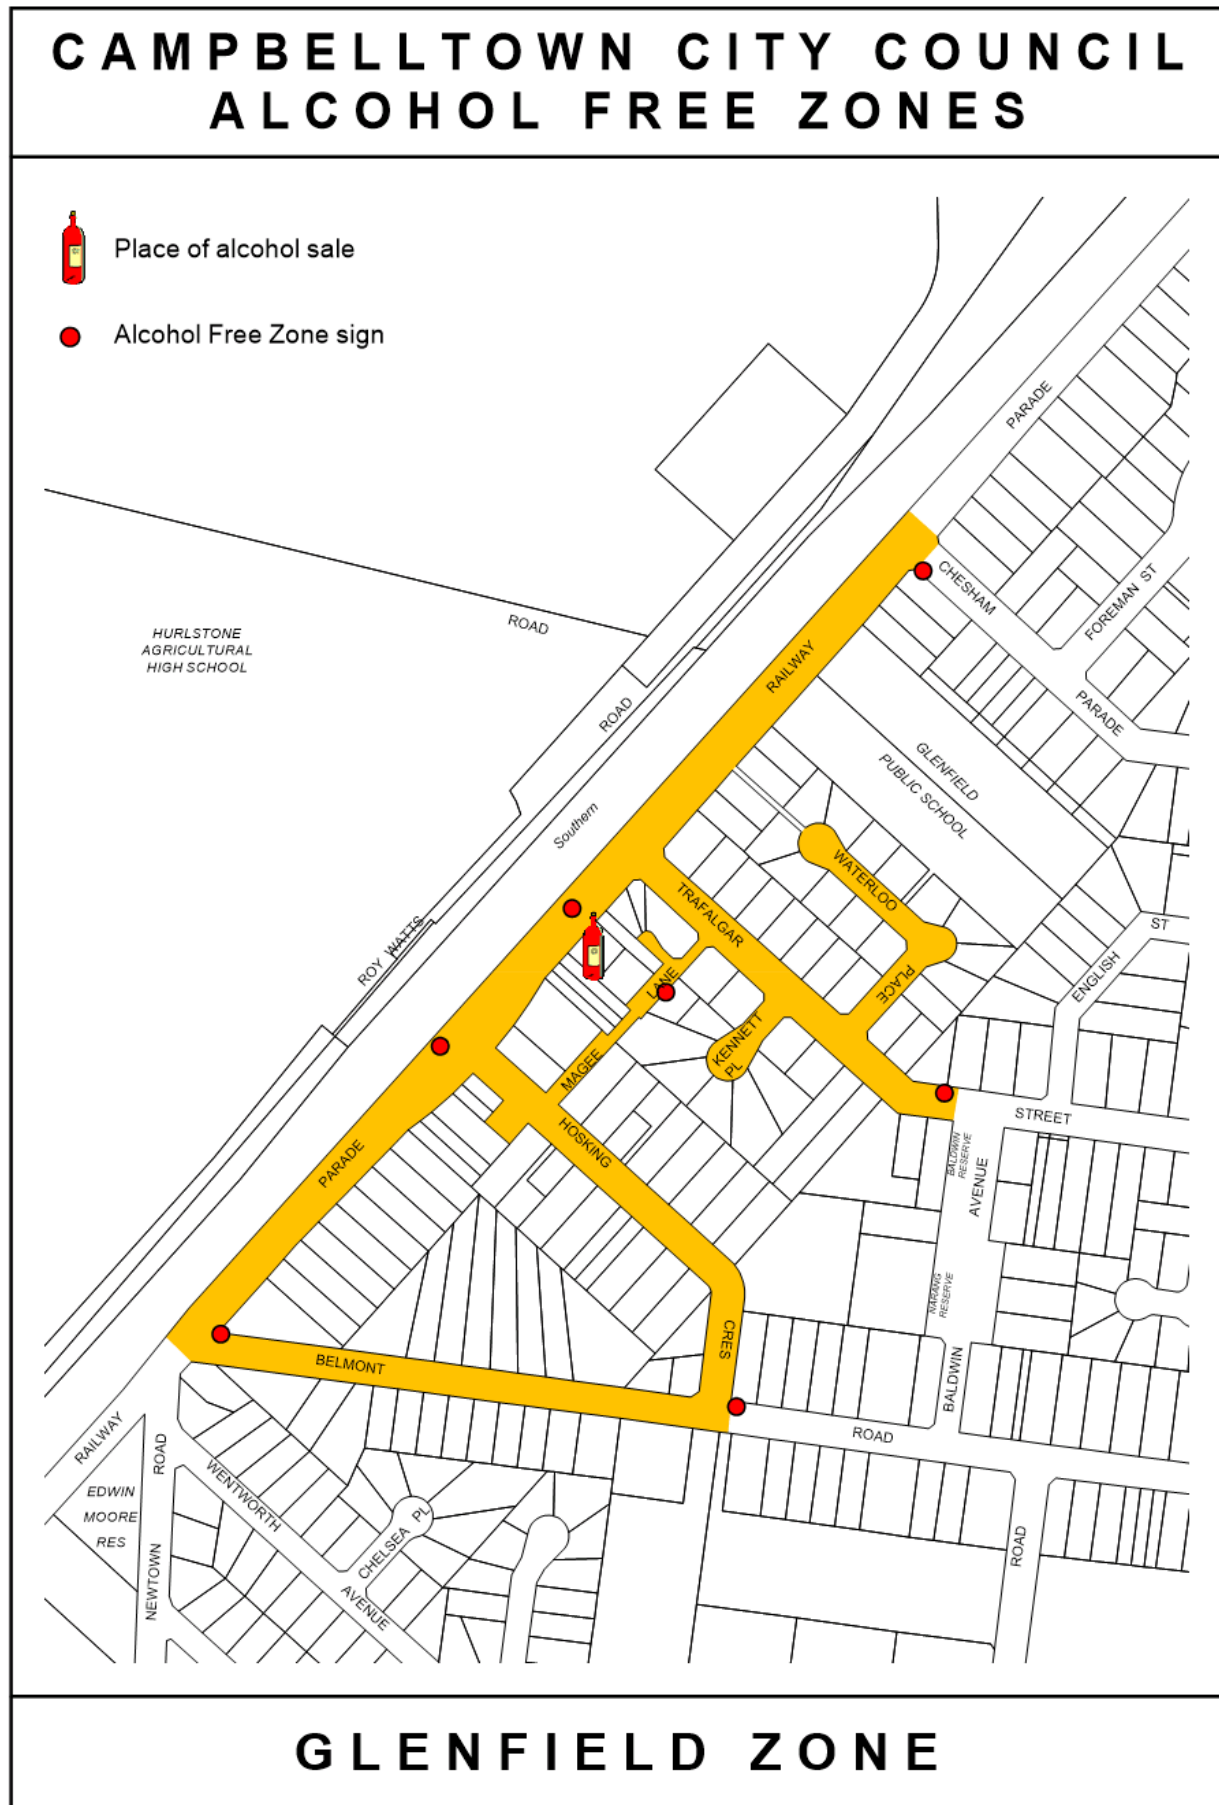 CAMPBELLTOWN CITY COUNCIL
ALCOHOL FREE ZONES
Place of alcohol sale
Alcohol Free Zone sign
PARADE
CHESHAM
FOREMAN ST
HURLSTONE
AGRICULTURAL
HIGH SCHOOL
ROAD
RAILWAY
ROAD
PARADE
GLENFIELD
PUBLIC SCHOOL
Southern
WATERLOO
TRAFALGAR
ROY WATTS
ST
ENGLISH
PLACE
LANE
KENNETT
PL
MAGEE
STREET
HOSKING
BALDWIN
RESERVE
AVENUE
PARADE
NARANG
RESERVE
CRES
BELMONT
BALDWIN
RAILWAY
ROAD
ROAD
EDWIN
MOORE
RES
WENTWORTH
CHELSEA PL
ROAD
NEWTOWN
AVENUE
GLENFIELD ZONE